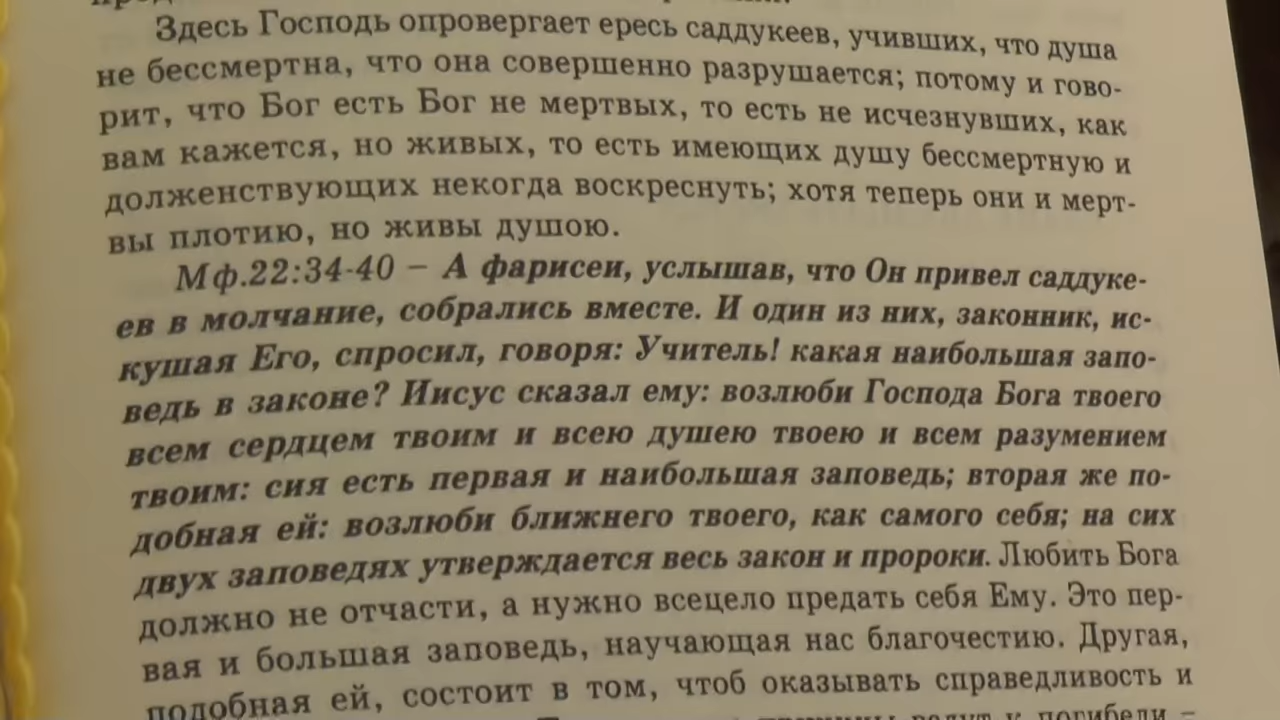 Здесь Господь опровергает ересь саддукеев, учивших, что душа
не бессмертна, что она совершенно разрушается; потому и гово-
рит, что Бог есть Бог не мертвых, то есть не исчезнувших, как
вам кажется, но живых, то есть имеющих душу бессмертную и
долженствующих некогда воскреснуть; хотя теперь они и мерт-
вы плотию, но живы душою.
Мф.22:34-40 – А фарисеи, услышав, что Он привел саддуке-
ев в молчание, собрались вместе. И один из них, законник, ис-
кушая Его, спросил, говоря: Учитель! какая наибольшая запо-
ведь в законе? Иисус сказал ему: возлюби Господа Бога твоего
всем сердцем твоим и всею душею твоею и всем разумением
твоим: сия есть первая и наибольшая заповедь; вторая же по-
добная ей: возлюби ближнего твоего, как самого себя; на сих
двух заповедях утверждается весь закон и пророки. Любить Бога
должно не отчасти, а нужно всецело предать себя Ему. Это пер-
вая и большая заповедь, научающая нас благочестию. Другая,
подобная ей, состоит в том, чтоб оказывать справедливость и
ведут к погибели –